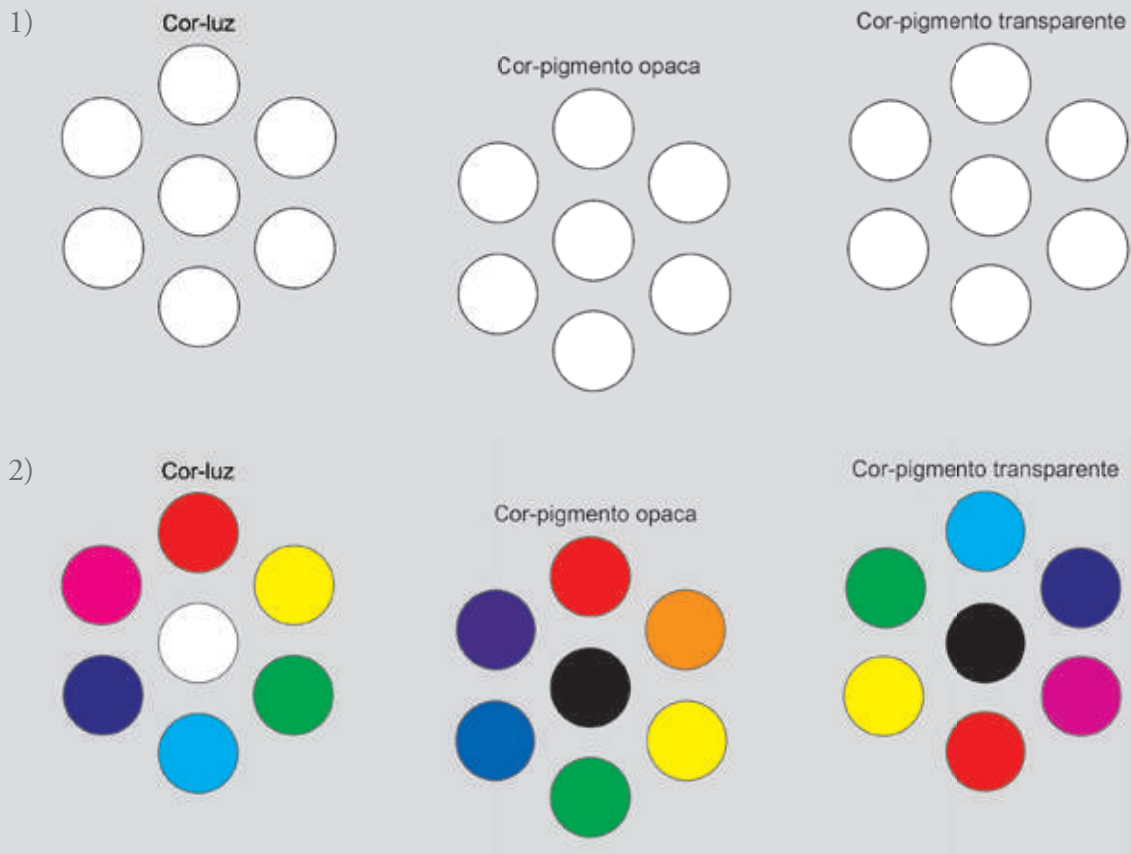 1)
Cor-luz
Cor-pigmento opaca
Cor-pigmento transparente
2)
Cor-luz
Cor-pigmento opaca
Cor-pigmento transparente